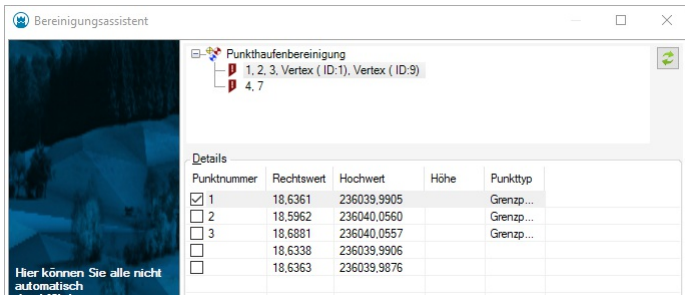 Bereinigungsassistent
Punkthaufenbereinigung
1, 2, 3, Vertex ( ID:1), Vertex ( ID:9)
4, 7
Details
Punktnummer Rechtswert Hochwert Höhe Punkttyp
1 18,6361 236039,9905 Grenzp...
2 18,5962 236040,0560 Grenzp...
3 18,6881 236040,0557 Grenzp...
18,6338 236039,9906
18,6363 236039,9876
Hier können Sie alle nicht
automatisch